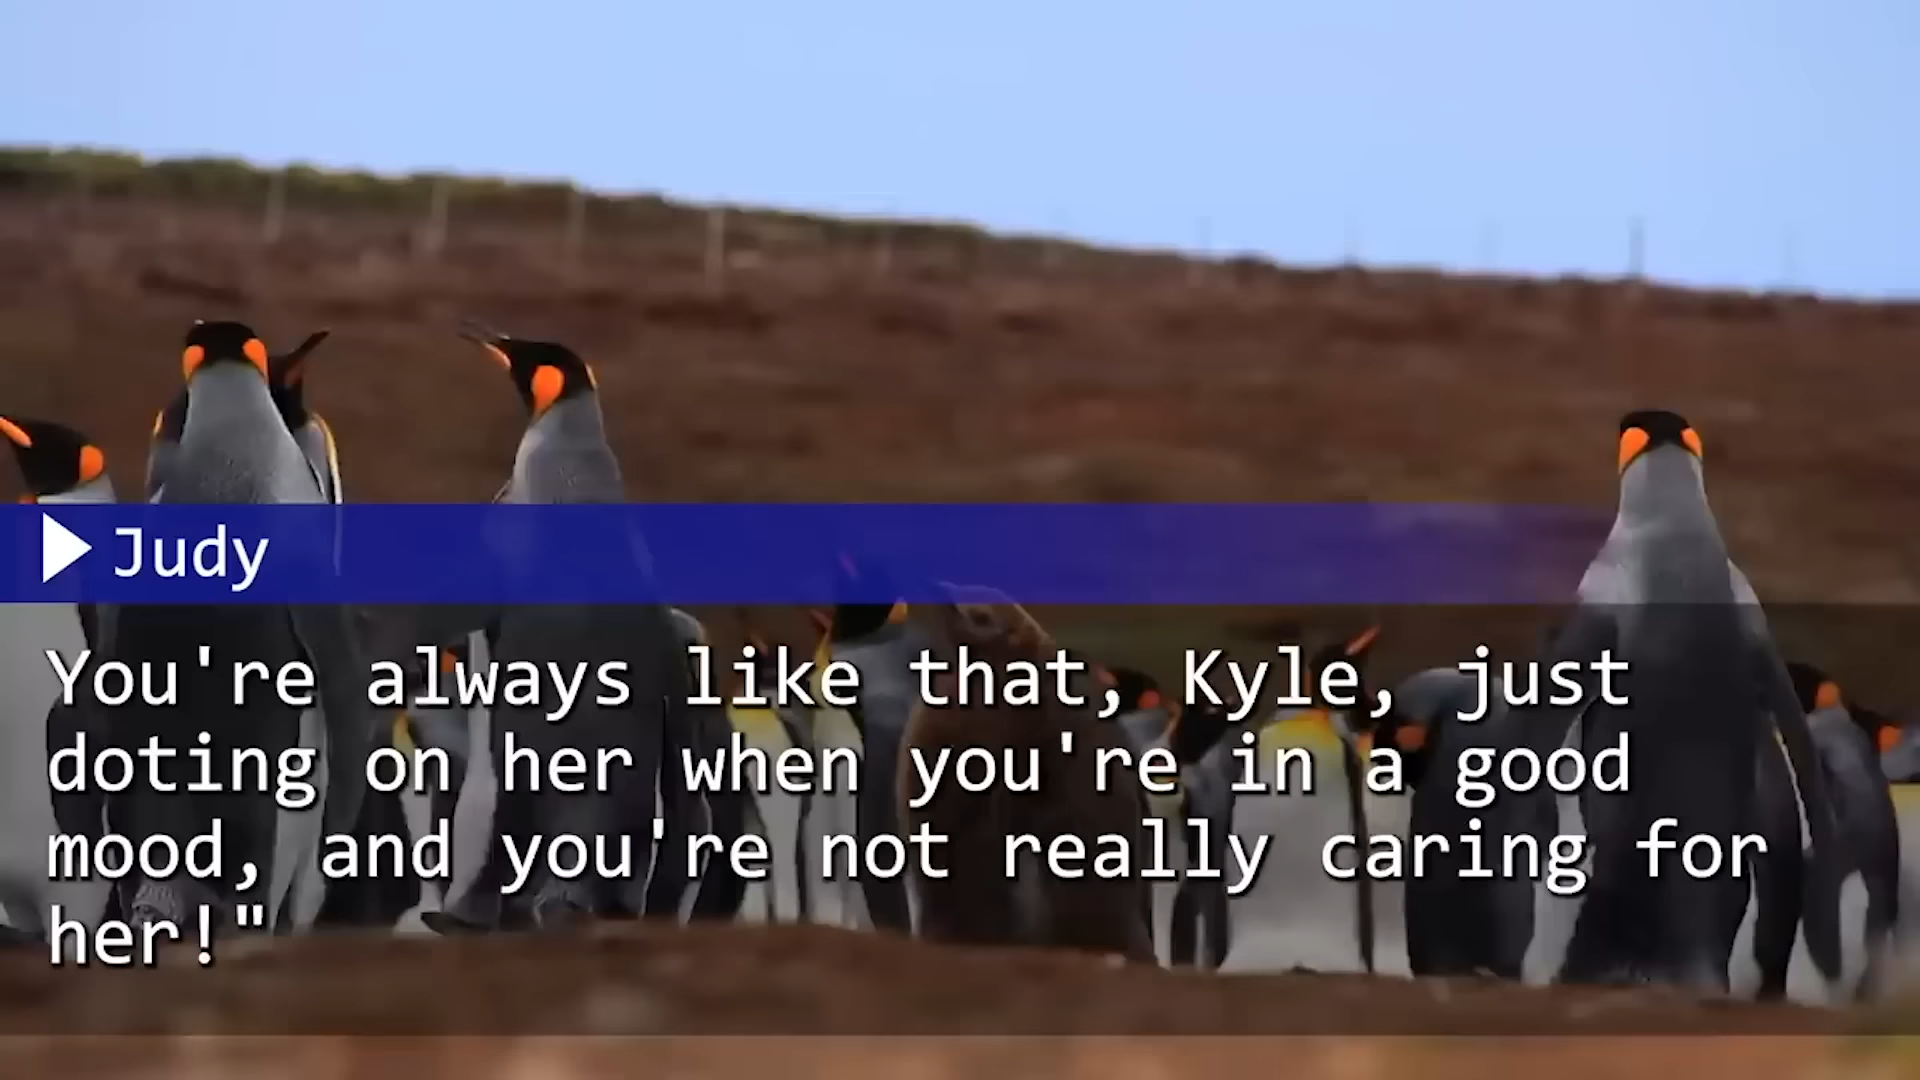 Judy
You're always like that, Kyle, just
doting on her when you're in a good
mood, and you're not really caring for
her!"